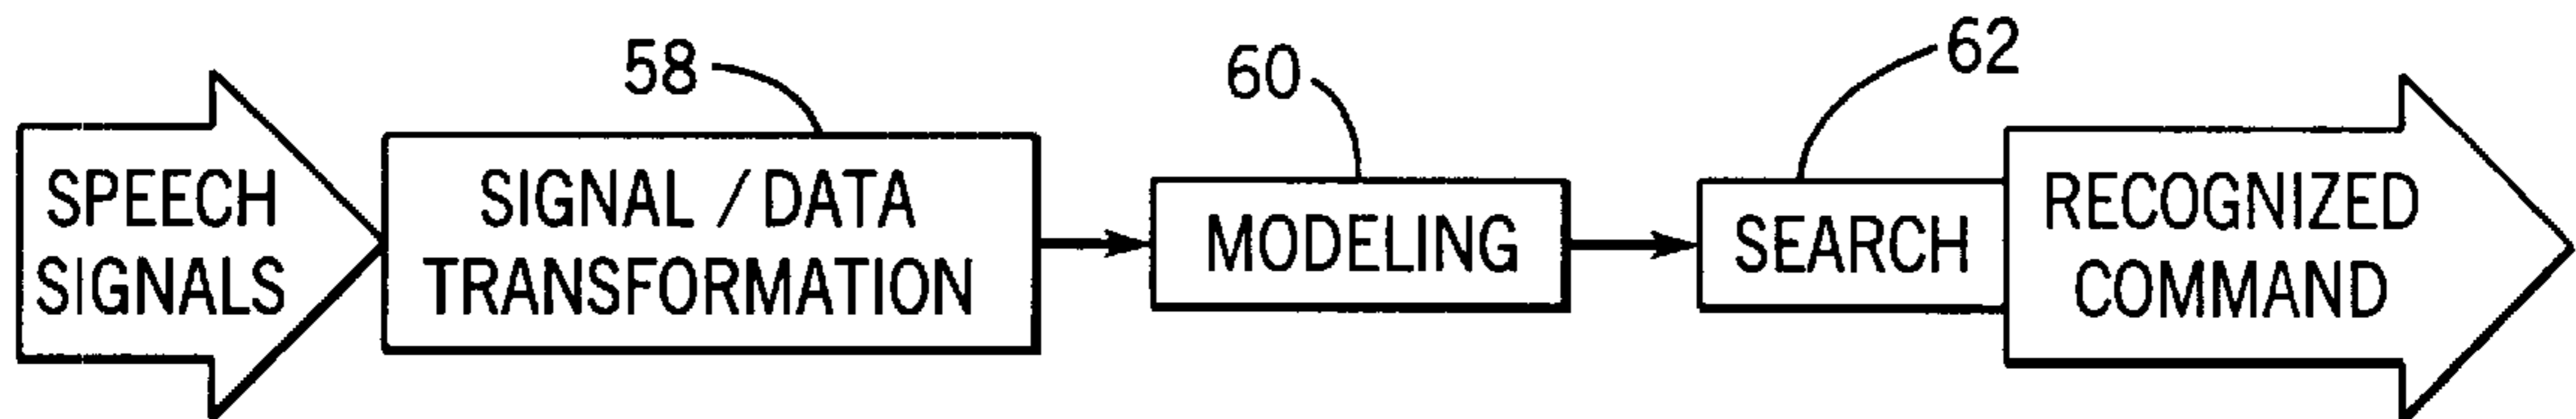 58
60
62
SPEECH
SIGNALS
SIGNAL / DATA
TRANSFORMATION
MODELING
SEARCH
RECOGNIZED
COMMAND